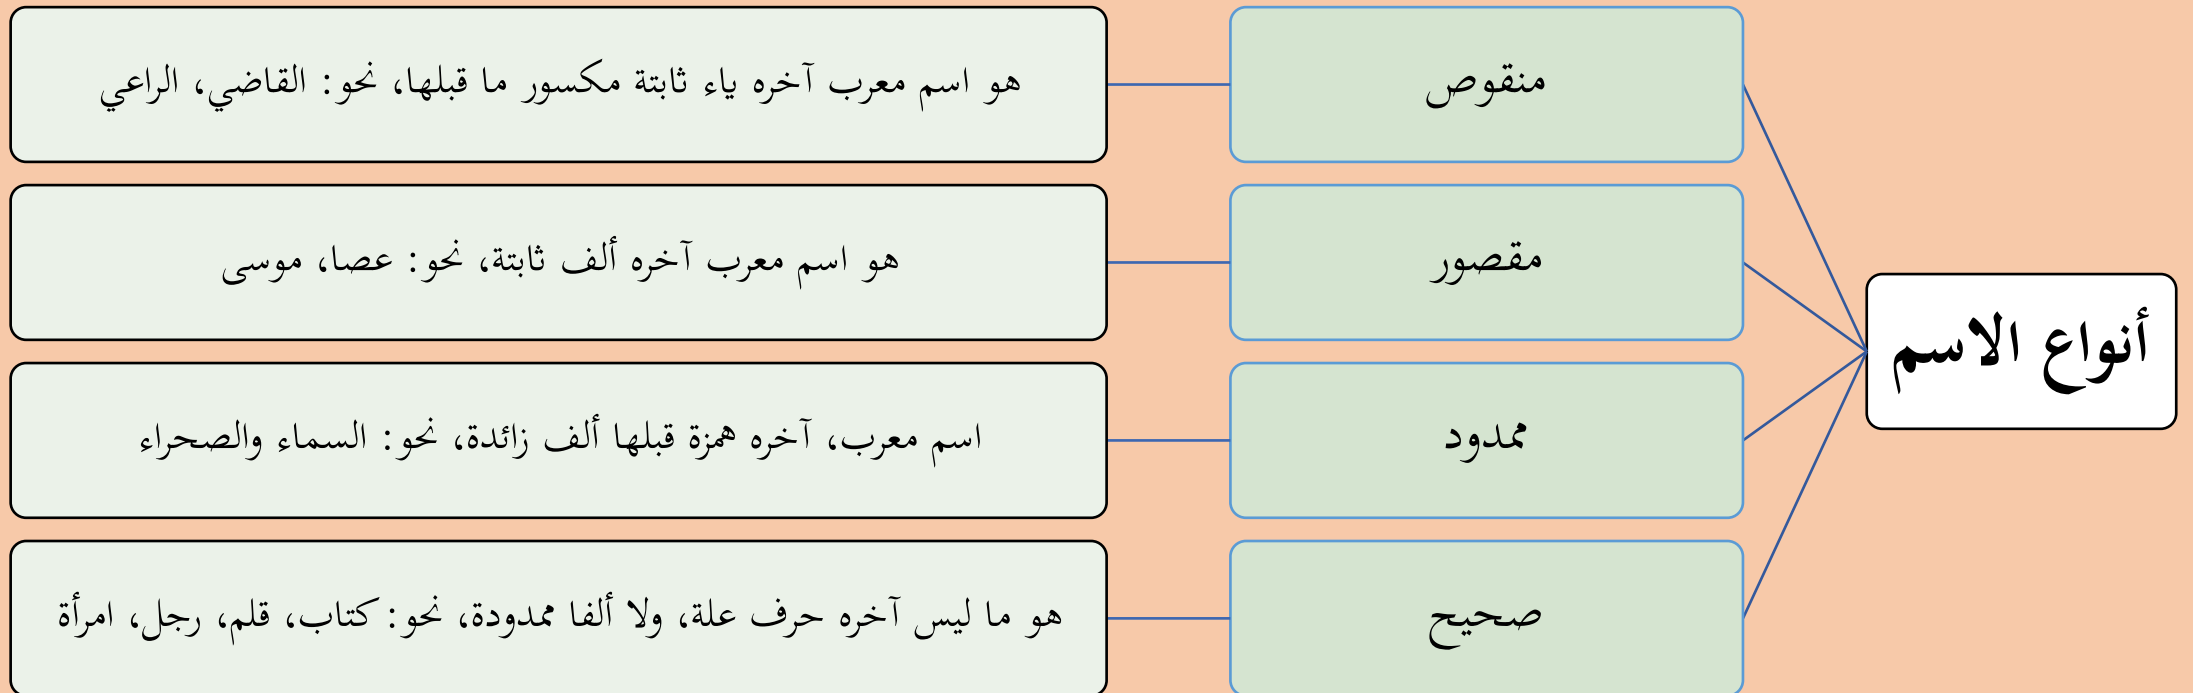 أنواع الاسم
منقوص
هو اسم معرب آخره ياء ثابتة مكسور ما قبلها، نحو: القاضي، الراعي
مقصور
هو اسم معرب آخره ألف ثابتة، نحو: عصا، موسى
ممدود
اسم معرب، آخره همزة قبلها ألف زائدة، نحو: السماء والصحراء
صحيح
هو ما ليس آخره حرف علة، ولا ألفا ممدودة، نحو: كتاب، قلم، رجل، امرأة